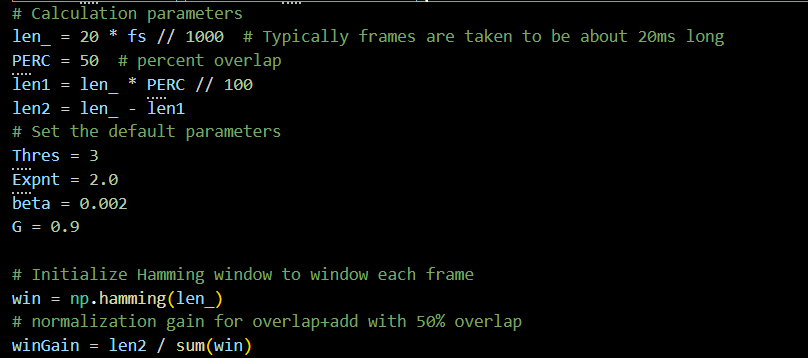 # Calculation parameters
len_ = 20 * fs // 1000  # Typically frames are taken to be about 20ms long
PERC = 50  # percent overlap
len1 = len_ * PERC // 100
len2 = len_ - len1
# Set the default parameters
Thres = 3
Expnt = 2.0
beta = 0.002
G = 0.9

# Initialize Hamming window to window each frame
win = np.hamming(len_)
# normalization gain for overlap+add with 50% overlap
winGain = len2 / sum(win)